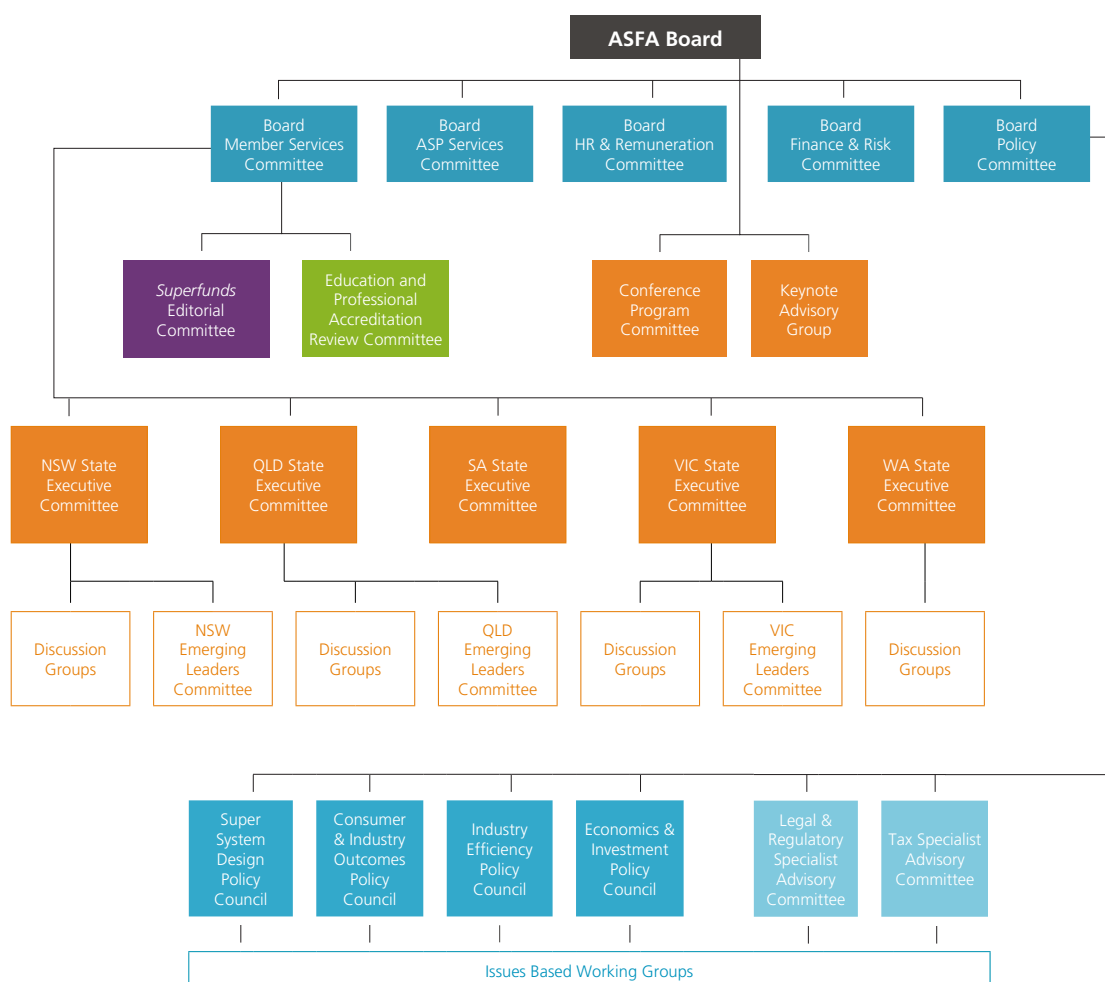 ASFA Board
Board
Member Services
Committee
Board
ASP Services
Committee
Board
HR & Remuneration
Committee
Board
Finance & Risk
Committee
Board
Policy
Committee
Superfunds
Editorial
Committee
Education and
Professional
Accreditation
Review Committee
Conference
Program
Committee
Keynote
Advisory
Group
NSW State
Executive
Committee
QLD State
Executive
Committee
SA State
Executive
Committee
VIC State
Executive
Committee
WA State
Executive
Committee
Discussion
Groups
NSW
Emerging
Leaders
Committee
Discussion
Groups
QLD
Emerging
Leaders
Committee
Discussion
Groups
VIC
Emerging
Leaders
Committee
Discussion
Groups
Super
System
Design
Policy
Council
Consumer
& Industry
Outcomes
Policy
Council
Industry
Efficiency
Policy
Council
Economics &
Investment
Policy
Council
Legal &
Regulatory
Specialist
Advisory
Committee
Tax Specialist
Advisory
Committee
Issues Based Working Groups